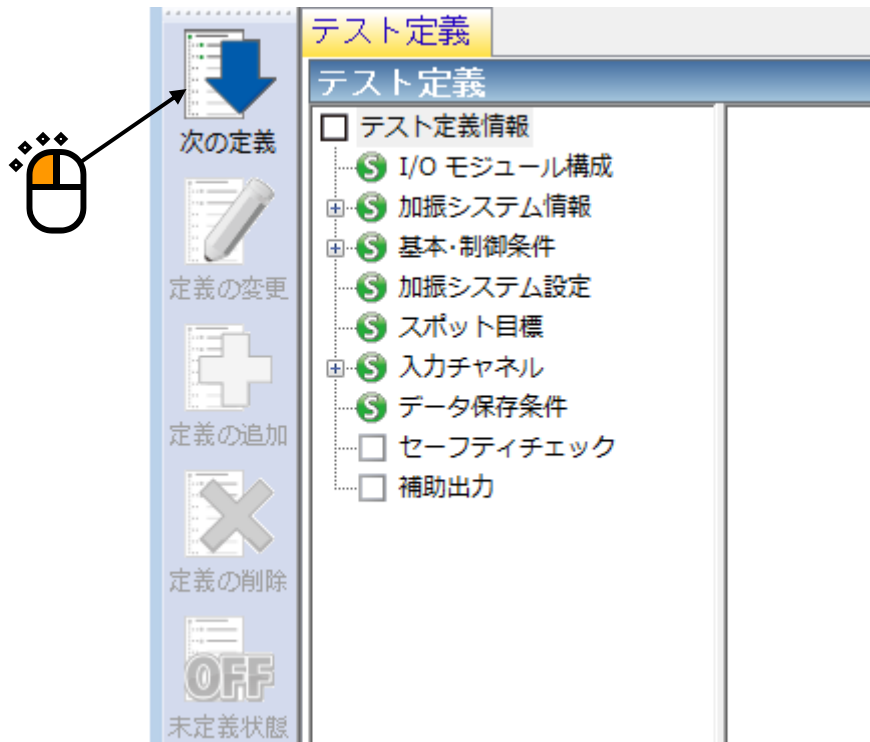 テスト定義
テスト定義
次の定義
定義の変更
定義の追加
定義の削除
OFF
未定義状態
テスト定義情報
S I/O モジュール構成
S 加振システム情報
S 基本・制御条件
S 加振システム設定
S スポット目標
S 入力チャネル
S データ保存条件
セーフティチェック
補助出力